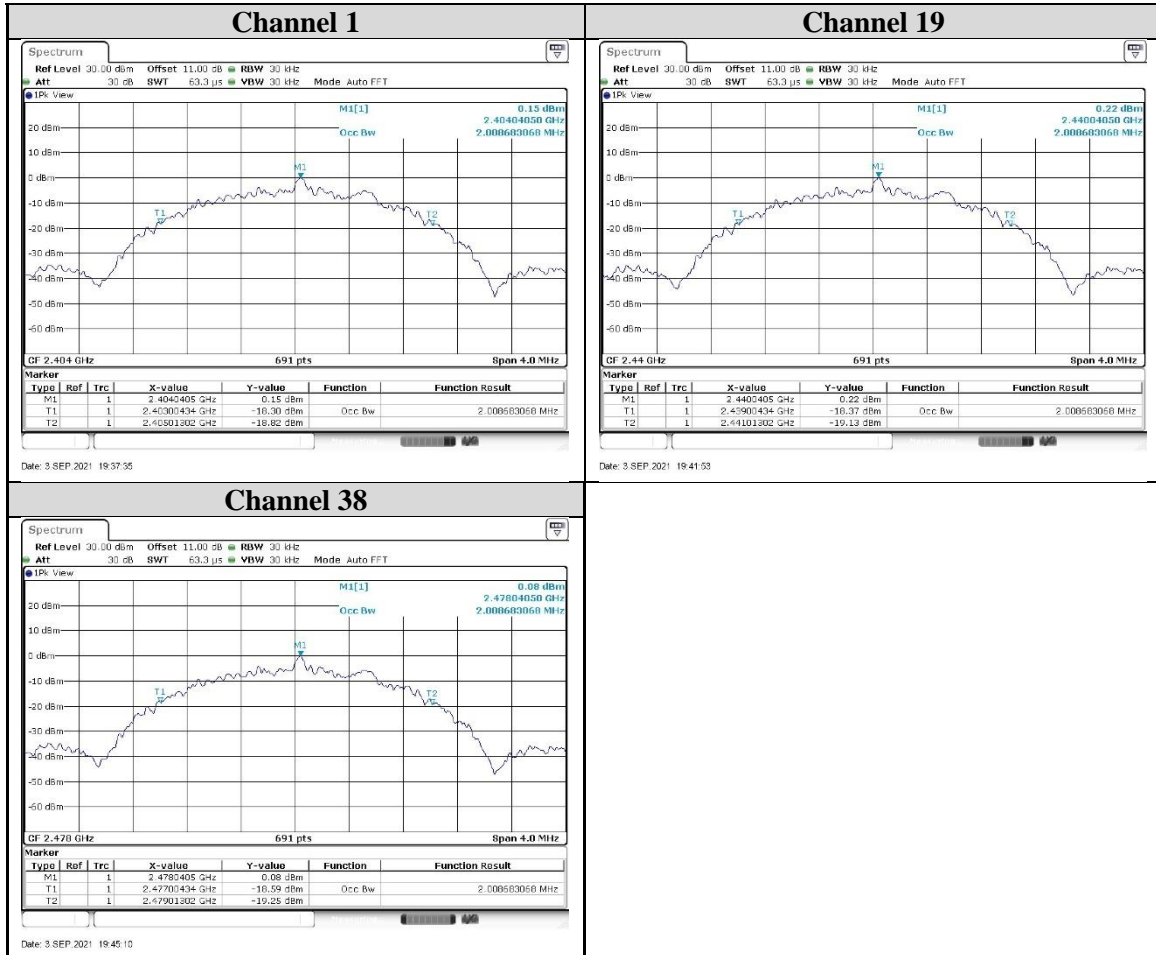 Channel 1
Spectrum
Ref Level 30.00 dBm Offset 11.00 dB RBW 30 kHz
Att 30 dB SWT 63.3 µs VBW 30 kHz Mode Auto FFT
1Pk View
M1[1] 0.15 dBm
2.40404050 GHz
20 dBm Occ Bw 2.008683068 MHz
10 dBm
M1
0 dBm
-10 dBm
T1 T2
-20 dBm
-30 dBm
-40 dBm
-50 dBm
-60 dBm
CF 2.404 GHz 691 pts Span 4.0 MHz
Marker
Type Ref Trc X-value Y-value Function Function Result
M1 1 2.4040405 GHz 0.15 dBm
T1 1 2.40300434 GHz -18.30 dBm Occ Bw 2.008683068 MHz
T2 1 2.40501302 GHz -18.82 dBm
Date: 3.SEP.2021 19:37:35
Channel 19
Spectrum
Ref Level 30.00 dBm Offset 11.00 dB RBW 30 kHz
Att 30 dB SWT 63.3 µs VBW 30 kHz Mode Auto FFT
1Pk View
M1[1] 0.22 dBm
2.44004050 GHz
20 dBm Occ Bw 2.008683068 MHz
10 dBm
M1
0 dBm
-10 dBm
T1 T2
-20 dBm
-30 dBm
-40 dBm
-50 dBm
-60 dBm
CF 2.44 GHz 691 pts Span 4.0 MHz
Marker
Type Ref Trc X-value Y-value Function Function Result
M1 1 2.4400405 GHz 0.22 dBm
T1 1 2.43900434 GHz -18.37 dBm Occ Bw 2.008683068 MHz
T2 1 2.44101302 GHz -19.13 dBm
Date: 3.SEP.2021 19:41:53
Channel 38
Spectrum
Ref Level 30.00 dBm Offset 11.00 dB RBW 30 kHz
Att 30 dB SWT 63.3 µs VBW 30 kHz Mode Auto FFT
1Pk View
M1[1] 0.08 dBm
2.47804050 GHz
20 dBm Occ Bw 2.008683068 MHz
10 dBm
M1
0 dBm
-10 dBm
T1 T2
-20 dBm
-30 dBm
-40 dBm
-50 dBm
-60 dBm
CF 2.478 GHz 691 pts Span 4.0 MHz
Marker
Type Ref Trc X-value Y-value Function Function Result
M1 1 2.4780405 GHz 0.08 dBm
T1 1 2.47700434 GHz -18.59 dBm Occ Bw 2.008683068 MHz
T2 1 2.47901302 GHz -19.25 dBm
Date: 3.SEP.2021 19:45:10